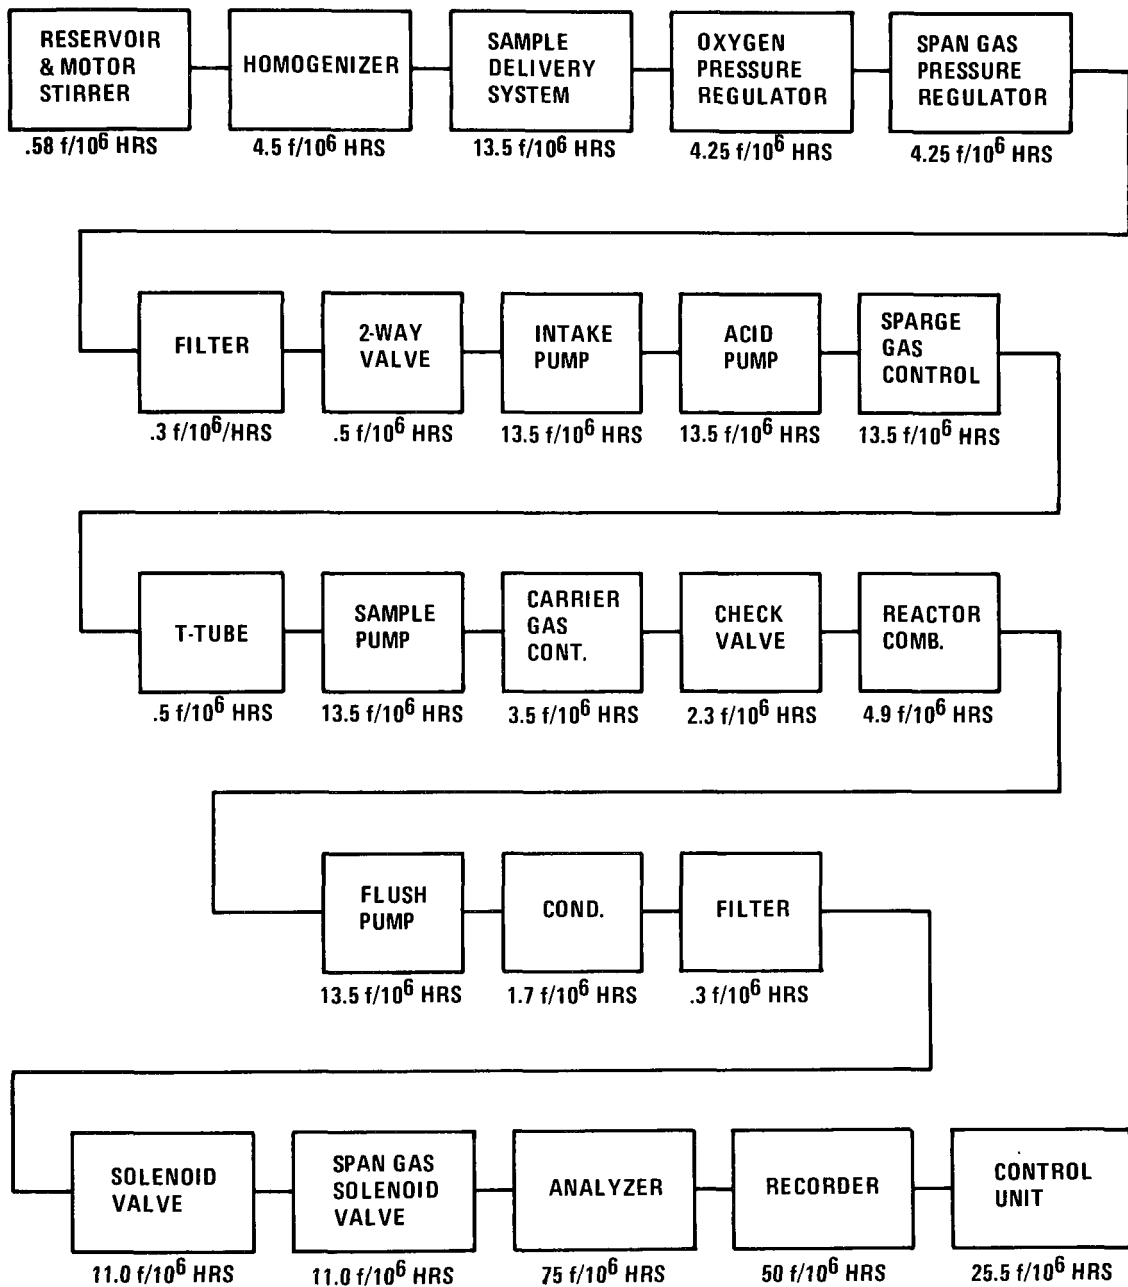 RESERVOIR
& MOTOR
STIRRER
.58 f/10⁶ HRS
HOMOGENIZER
4.5 f/10⁶ HRS
SAMPLE
DELIVERY
SYSTEM
13.5 f/10⁶ HRS
OXYGEN
PRESSURE
REGULATOR
4.25 f/10⁶ HRS
SPAN GAS
PRESSURE
REGULATOR
4.25 f/10⁶ HRS
FILTER
.3 f/10⁶/HRS
2-WAY
VALVE
.5 f/10⁶ HRS
INTAKE
PUMP
13.5 f/10⁶ HRS
ACID
PUMP
13.5 f/10⁶ HRS
SPARGE
GAS
CONTROL
13.5 f/10⁶ HRS
T-TUBE
.5 f/10⁶ HRS
SAMPLE
PUMP
13.5 f/10⁶ HRS
CARRIER
GAS
CONT.
3.5 f/10⁶ HRS
CHECK
VALVE
2.3 f/10⁶ HRS
REACTOR
COMB.
4.9 f/10⁶ HRS
FLUSH
PUMP
13.5 f/10⁶ HRS
COND.
1.7 f/10⁶ HRS
FILTER
.3 f/10⁶ HRS
SOLENOID
VALVE
11.0 f/10⁶ HRS
SPAN GAS
SOLENOID
VALVE
11.0 f/10⁶ HRS
ANALYZER
75 f/10⁶ HRS
RECORDER
50 f/10⁶ HRS
CONTROL
UNIT
25.5 f/10⁶ HRS